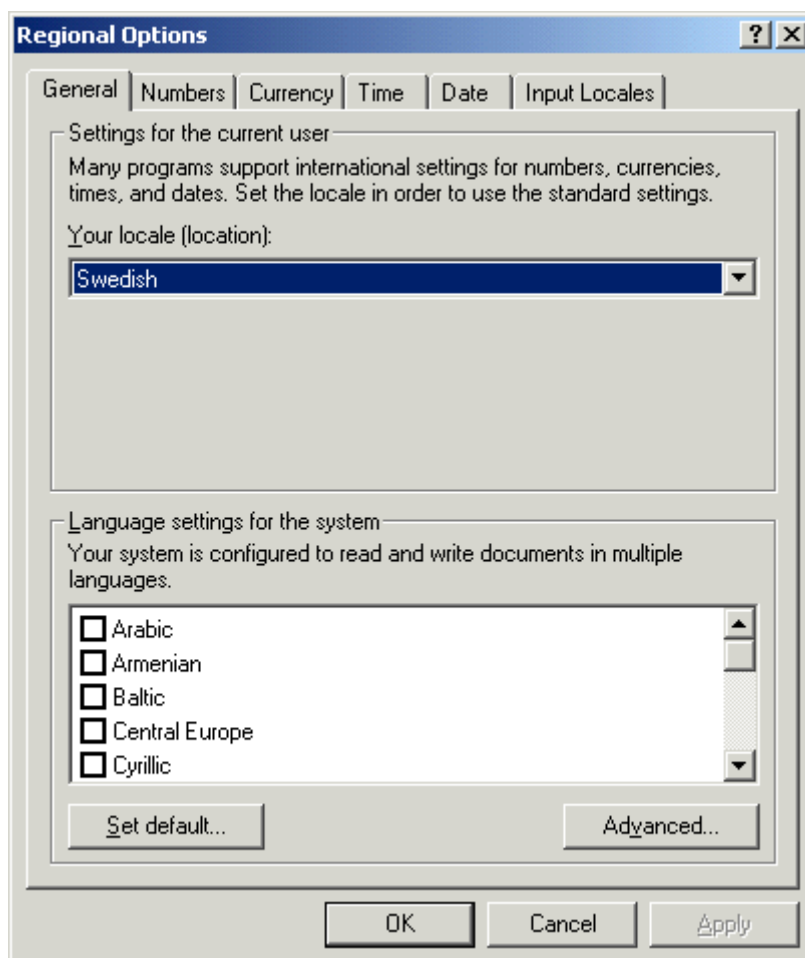 Regional Options
General Numbers Currency Time Date Input Locales
Settings for the current user
Many programs support international settings for numbers, currencies,
times, and dates. Set the locale in order to use the standard settings.
Your locale (location):
Swedish
Language settings for the system
Your system is configured to read and write documents in multiple
languages.
Arabic
Armenian
Baltic
Central Europe
Cyrillic
Set default... Advanced...
OK Cancel Apply